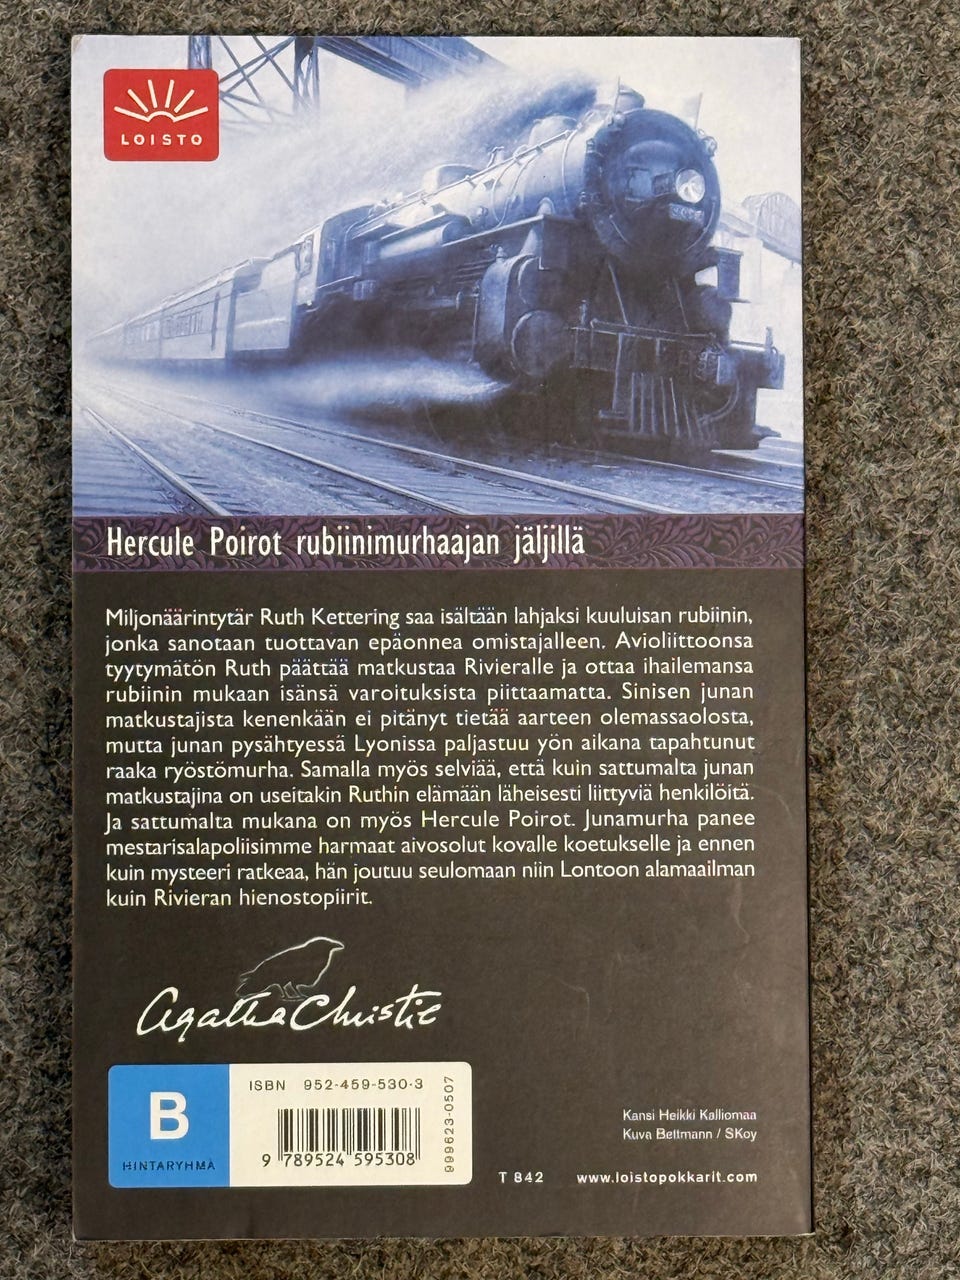 LOISTO
Hercule Poirot rubiinimurhaajan jäljillä
Miljonäärintytär Ruth Kettering saa isältään lahjaksi kuuluisan rubiinin,
jonka sanotaan tuottavan epäonnea omistajalleen. Avioliittoonsa
tyytymätön Ruth päättää matkustaa Rivieralle ja ottaa ihailemansa
rubiinin mukaan isänsä varoituksista piittaamatta. Sinisen junan
matkustajista kenenkään ei pitänyt tietää aarteen olemassaolosta,
mutta junan pysähtyessä Lyonissa paljastuu yön aikana tapahtunut
raaka ryöstömurha. Samalla myös selviää, että kuin sattumalta junan
matkustajina on useitakin Ruthin elämään läheisesti liittyviä henkilöitä.
Ja sattumalta mukana on myös Hercule Poirot. Junamurha panee
mestarisalapoliisimme harmaat aivosolut kovalle koetukselle ja ennen
kuin mysteeri ratkeaa, hän joutuu seulomaan niin Lontoon alamaailman
kuin Rivieran hienostopiirit.
Agatha Christie
B
HINTARYHMÄ
ISBN 952-459-530-3
9 789524 595308
999623-0507
Kansi Heikki Kalliomaa
Kuva Bettmann / SKoy
T 842 www.loistopokkarit.com